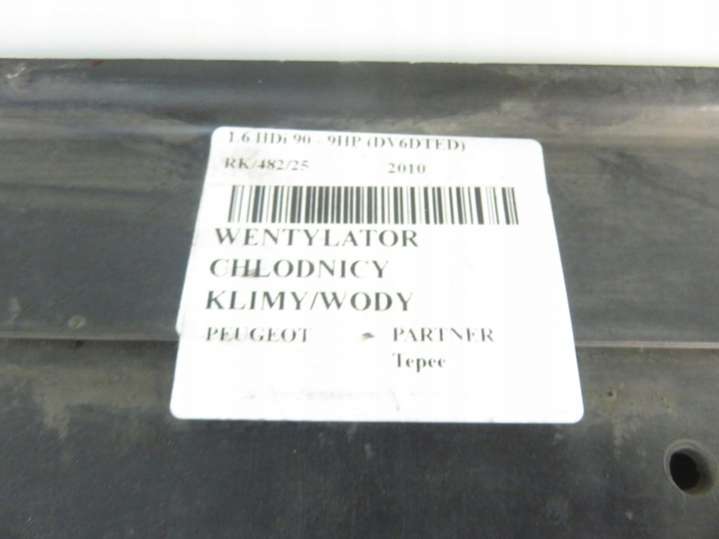 1.6 HDi 90 - 9HP (DV6DTED)
RK/482/25 2010
WENTYLATOR
CHLODNICY
KLIMY/WODY
PEUGEOT - PARTNER
Tepee